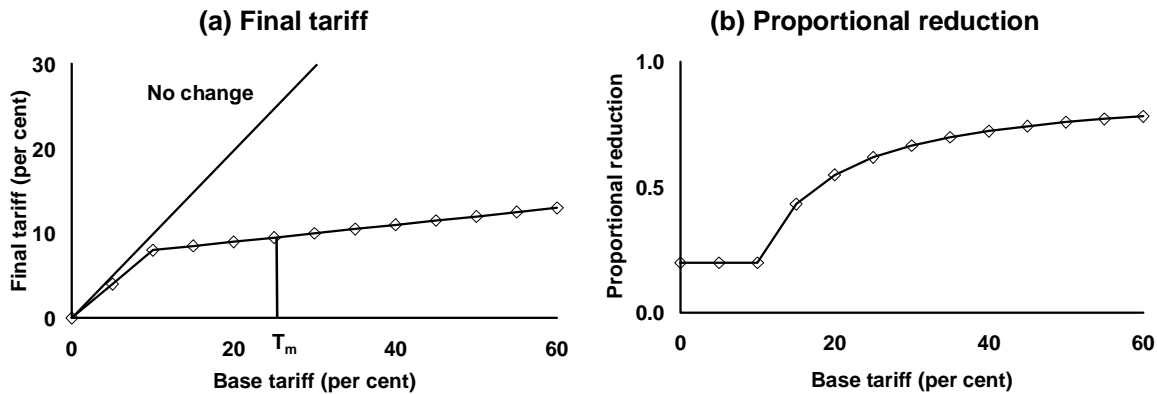 (a) Final tariff
30
20
10
0
Final tariff (per cent)
No change
0
20
Tm
40
60
Base tariff (per cent)
(b) Proportional reduction
1.0
0.5
0.0
Proportional reduction
0
20
40
60
Base tariff (per cent)